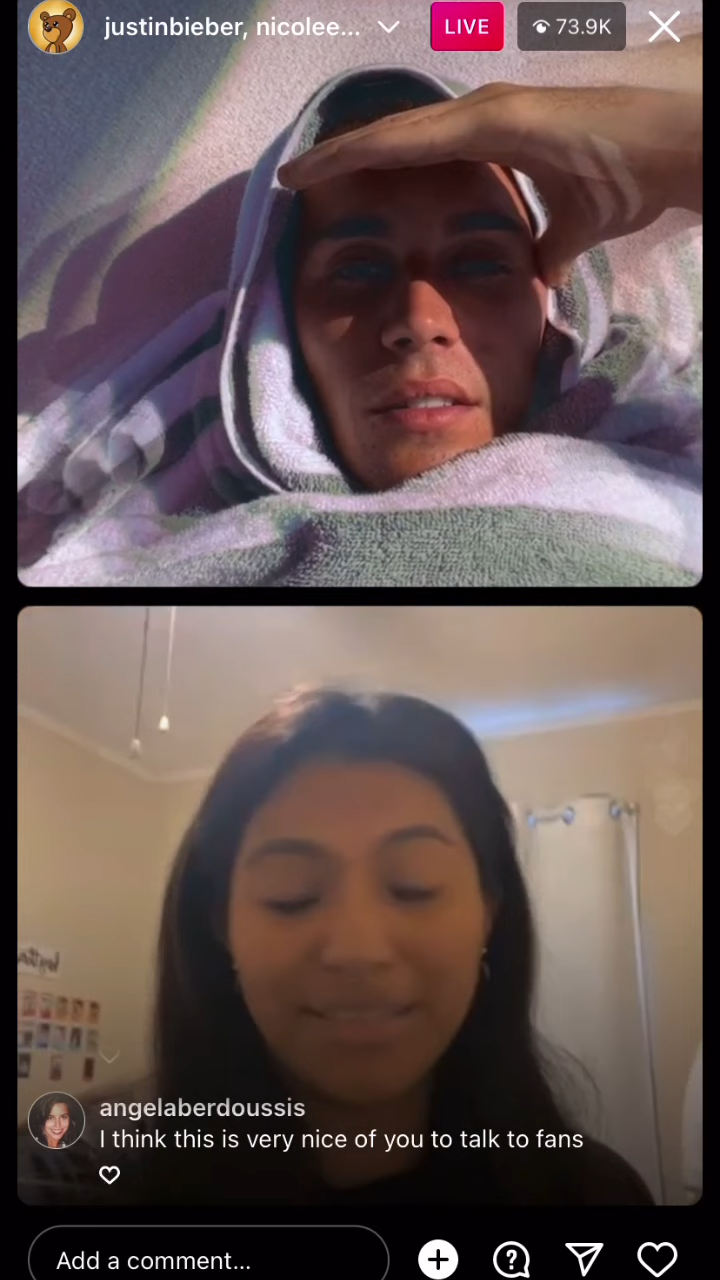 justinbieber, nicolee...
LIVE
73.9K
angelaberdoussis
I think this is very nice of you to talk to fans
Add a comment...